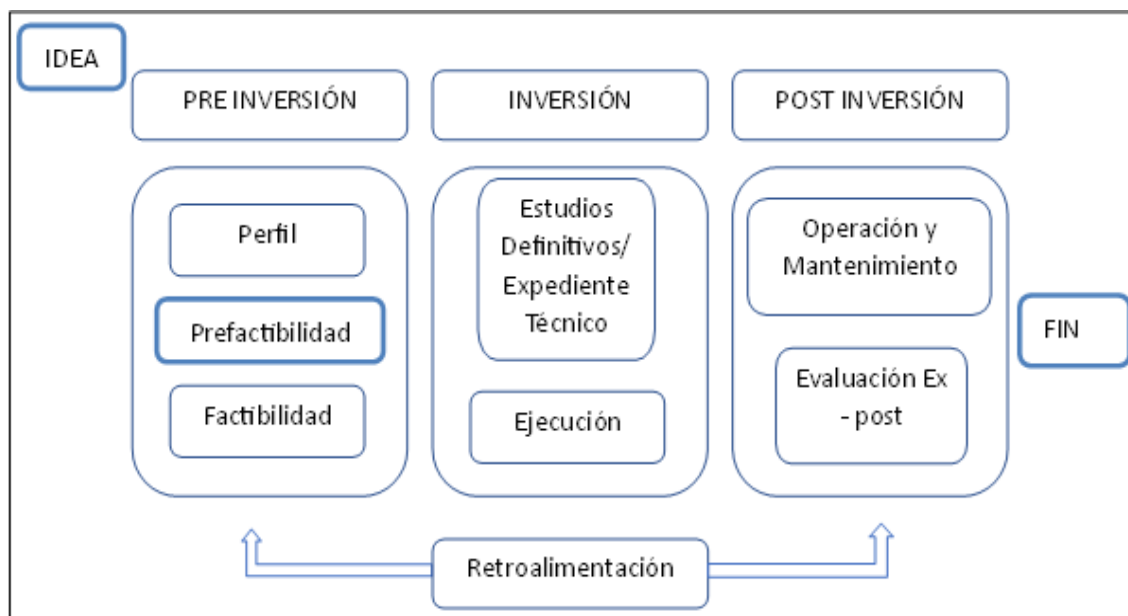 IDEA
PRE INVERSIÓN
INVERSIÓN
POST INVERSIÓN
Perfil
Prefactibilidad
Factibilidad
Estudios
Definitivos/
Expediente
Técnico
Ejecución
Operación y
Mantenimiento
Evaluación Ex
- post
FIN
Retroalimentación